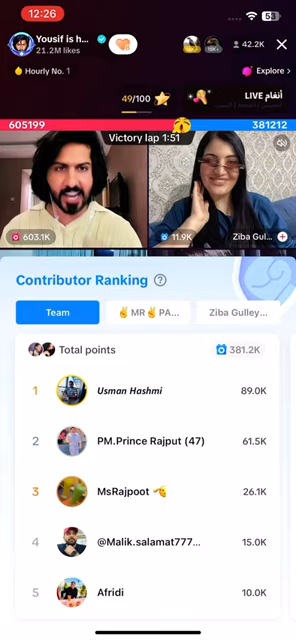 12:26
53
Yousif is h...
21.2M likes
42.2K
Hourly No. 1
Explore >
49/100
أنغام LIVE
605199
381212
Victory lap 1:51
603.1K
11.9K
Ziba Gull...
Contributor Ranking
Team
✌ MR✌ PA...
Ziba Gulley...
Total points
381.2K
1
Usman Hashmi
89.0K
2
PM.Prince Rajput (47)
61.5K
3
MsRajpoot
26.1K
4
@Malik.salamat777...
15.0K
5
Afridi
10.0K